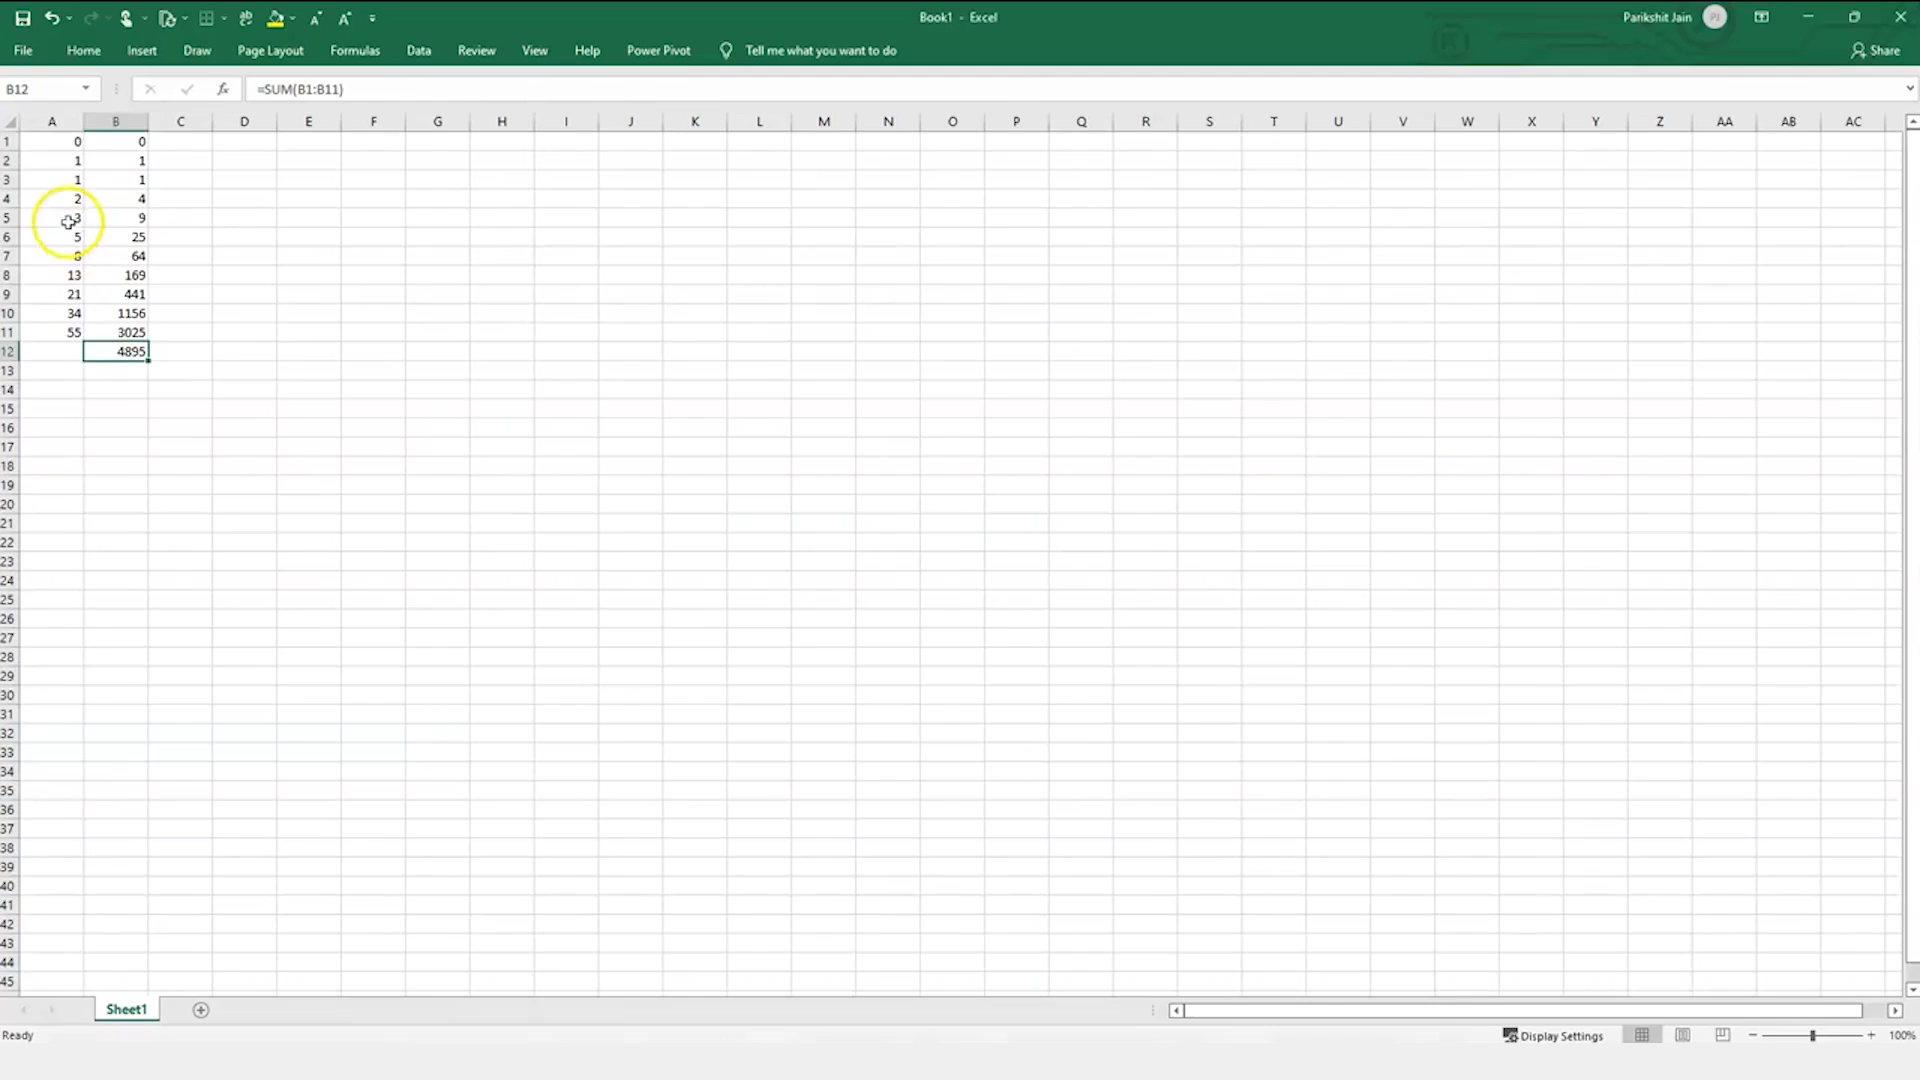 Book1 - Excel
Parikshit Jain PJ
File Home Insert Draw Page Layout Formulas Data Review View Help Power Pivot Tell me what you want to do Share
B12 fx =SUM(B1:B11)
A B C D E F G H I J K L M N O P Q R S T U V W X Y Z AA AB AC
1 0 0
2 1 1
3 1 1
4 2 4
5 3 9
6 5 25
7 8 64
8 13 169
9 21 441
10 34 1156
11 55 3025
12 4895
13
14
15
16
17
18
19
20
21
22
23
24
25
26
27
28
29
30
31
32
33
34
35
36
37
38
39
40
41
42
43
44
45
Sheet1
Ready Display Settings 100%